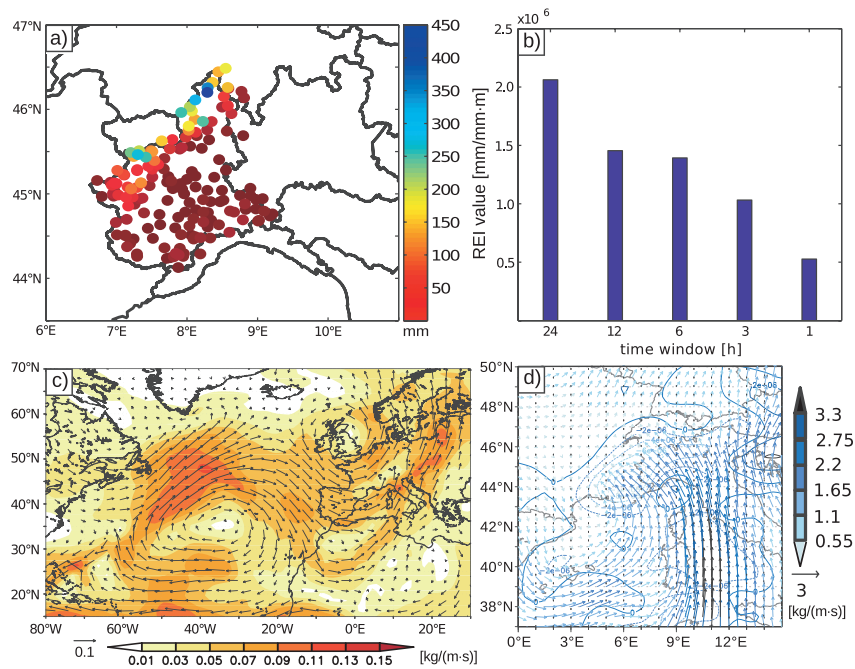 a)
47°N
46°N
45°N
44°N
6°E 7°E 8°E 9°E 10°E
450
400
350
300
250
200
150
100
50
mm
x10 6
b)
2.5
2.0
1.5
1.0
0.5
REI value [mm/mm·m]
24 12 6 3 1
time window [h]
c)
70°N
60°N
50°N
40°N
30°N
20°N
80°W 60°W 40°W 20°W 0°E 20°E
0.1
0.01 0.03 0.05 0.07 0.09 0.11 0.13 0.15
[kg/(m·s)]
d)
50°N
48°N
46°N
44°N
42°N
40°N
38°N
0°E 3°E 6°E 9°E 12°E
3.3
2.75
2.2
1.65
1.1
0.55
3
[kg/(m·s)]